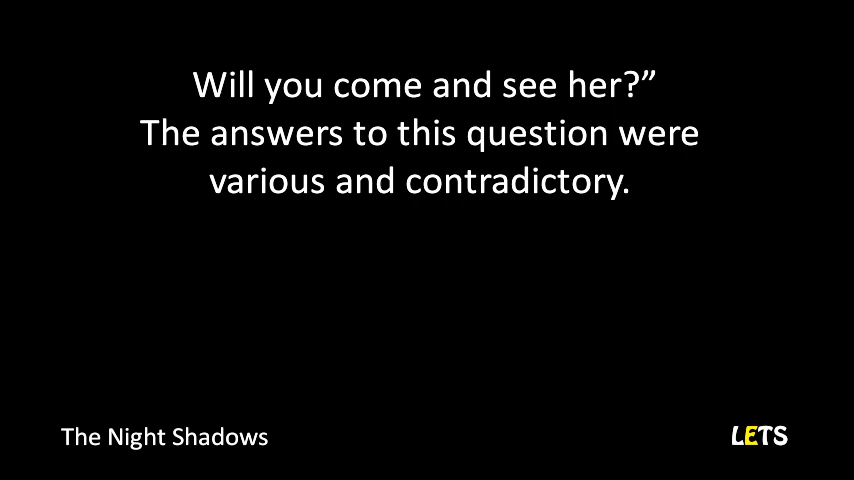 Will you come and see her?”
The answers to this question were
various and contradictory.
The Night Shadows
LETS